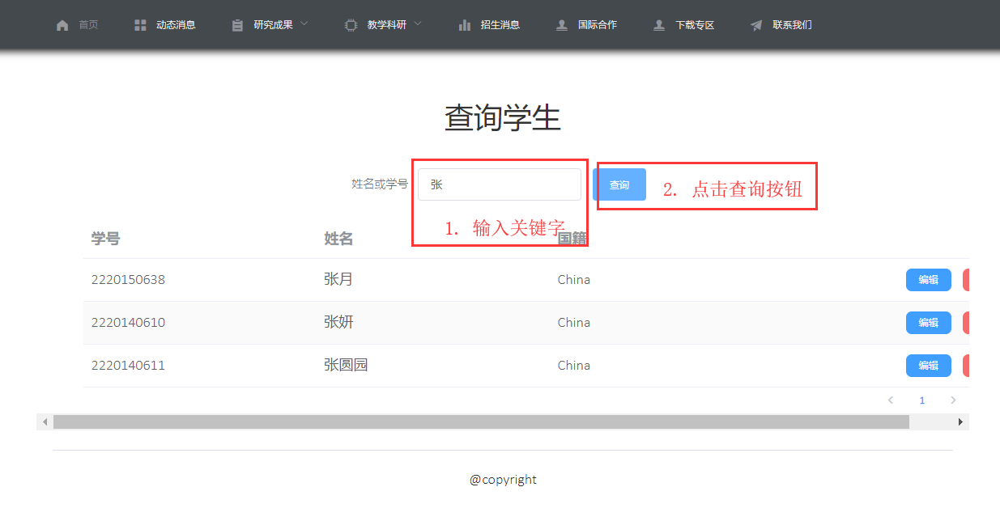 首页 动态消息 研究成果 教学科研 招生消息 国际合作 下载专区 联系我们
查询学生
姓名或学号 张 查询 2. 点击查询按钮
1. 输入关键字
学号 姓名 国籍
2220150638 张月 China 编辑
2220140610 张妍 China 编辑
2220140611 张圆园 China 编辑
1
@copyright